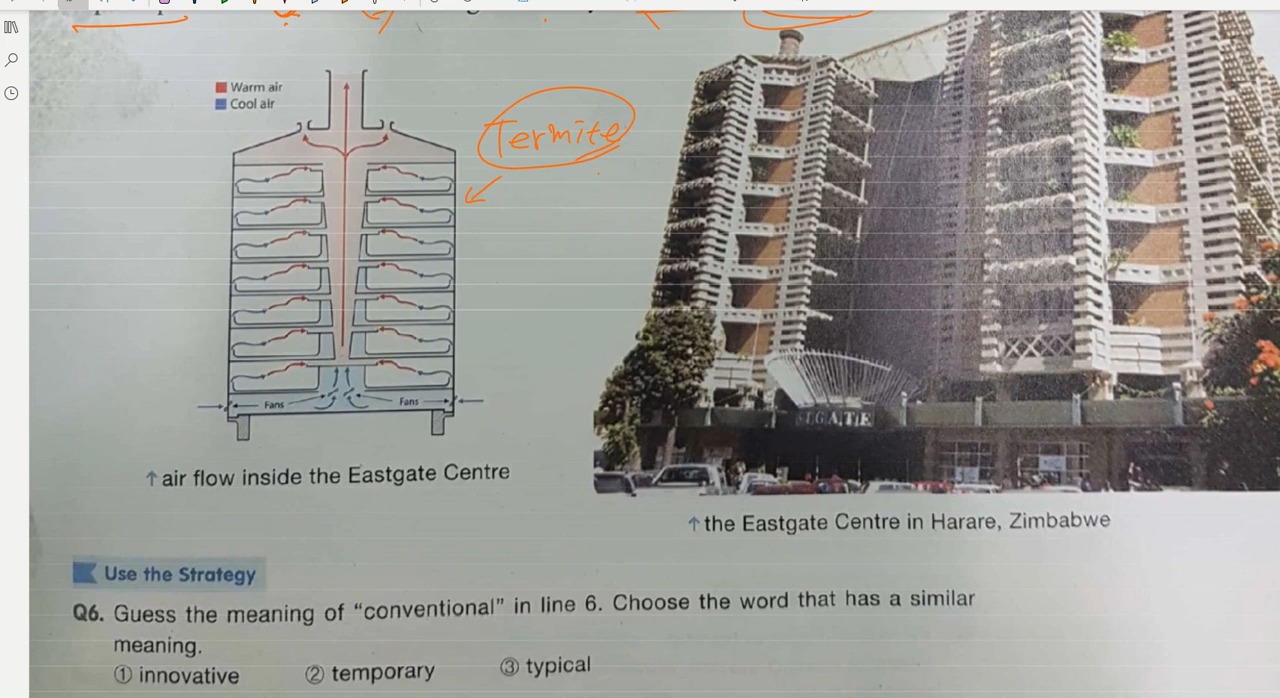 Warm air
Cool air
Termite
Fans
Fans
↑ air flow inside the Eastgate Centre
↑ the Eastgate Centre in Harare, Zimbabwe
Use the Strategy
Q6. Guess the meaning of “conventional” in line 6. Choose the word that has a similar
meaning.
① innovative ② temporary ③ typical